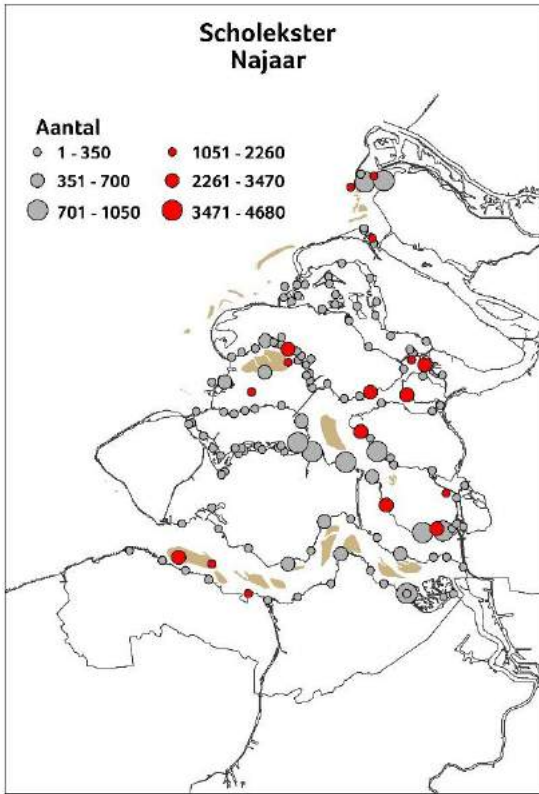 Scholekster
Najaar
Aantal
1 - 350
351 - 700
701 - 1050
1051 - 2260
2261 - 3470
3471 - 4680